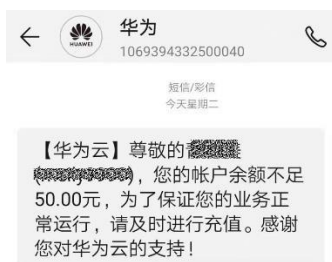 华为
HUAWEI
1069394332500040
短信/彩信
今天星期二
【华为云】尊敬的
，您的帐户余额不足
50.00元，为了保证您的业务正
常运行，请及时进行充值。感谢
您对华为云的支持！